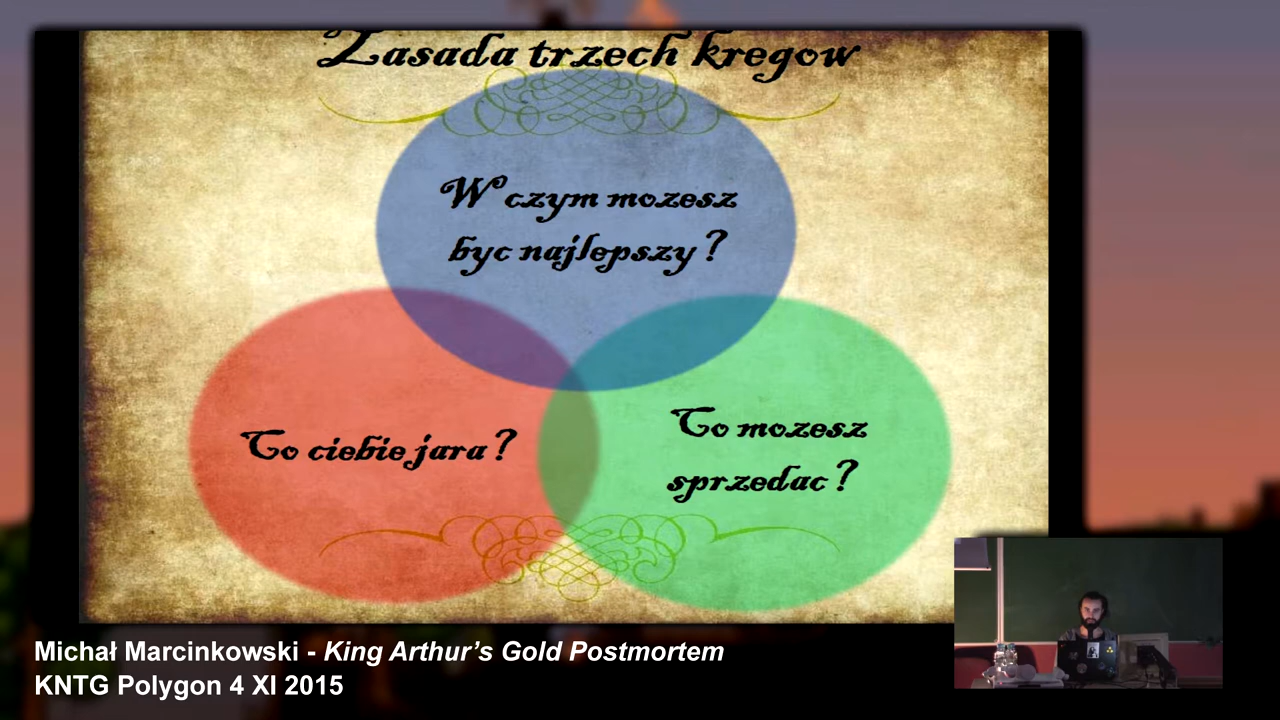 Zasada trzech kregow
W czym mozesz
byc najlepszy?
Co ciebie jara?
Co mozesz
sprzedac?
Michał Marcinkowski - King Arthur's Gold Postmortem
KNTG Polygon 4 XI 2015